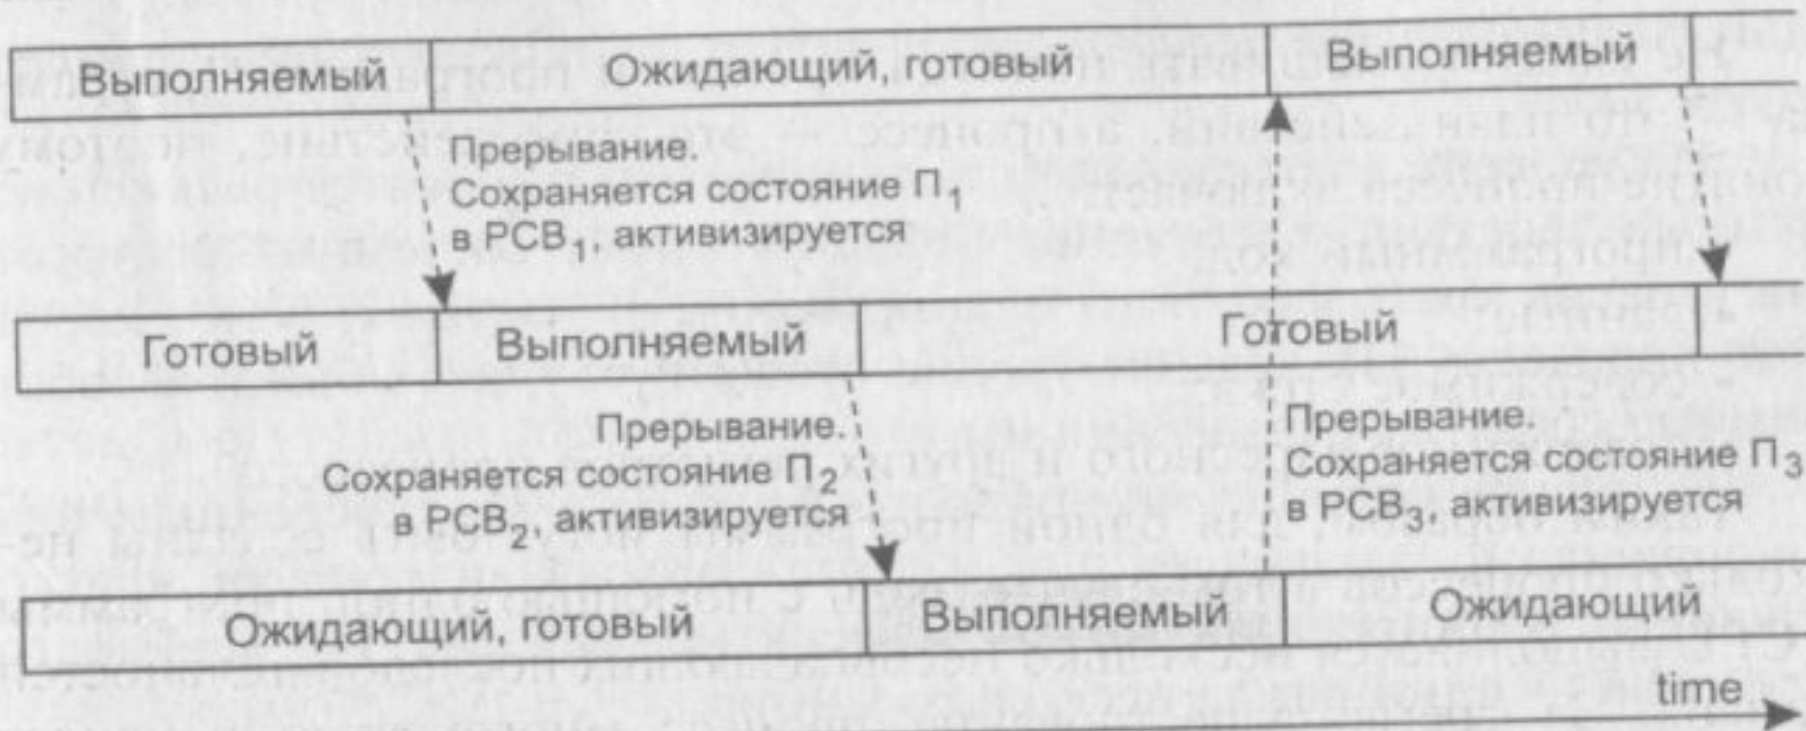 Выполняемый Ожидающий, готовый Выполняемый
Прерывание.
Сохраняется состояние П₁
в PCB₁, активизируется
Готовый Выполняемый Готовый
Прерывание.
Сохраняется состояние П₂
в PCB₂, активизируется
Прерывание.
Сохраняется состояние П₃
в PCB₃, активизируется
Ожидающий, готовый Выполняемый Ожидающий
time